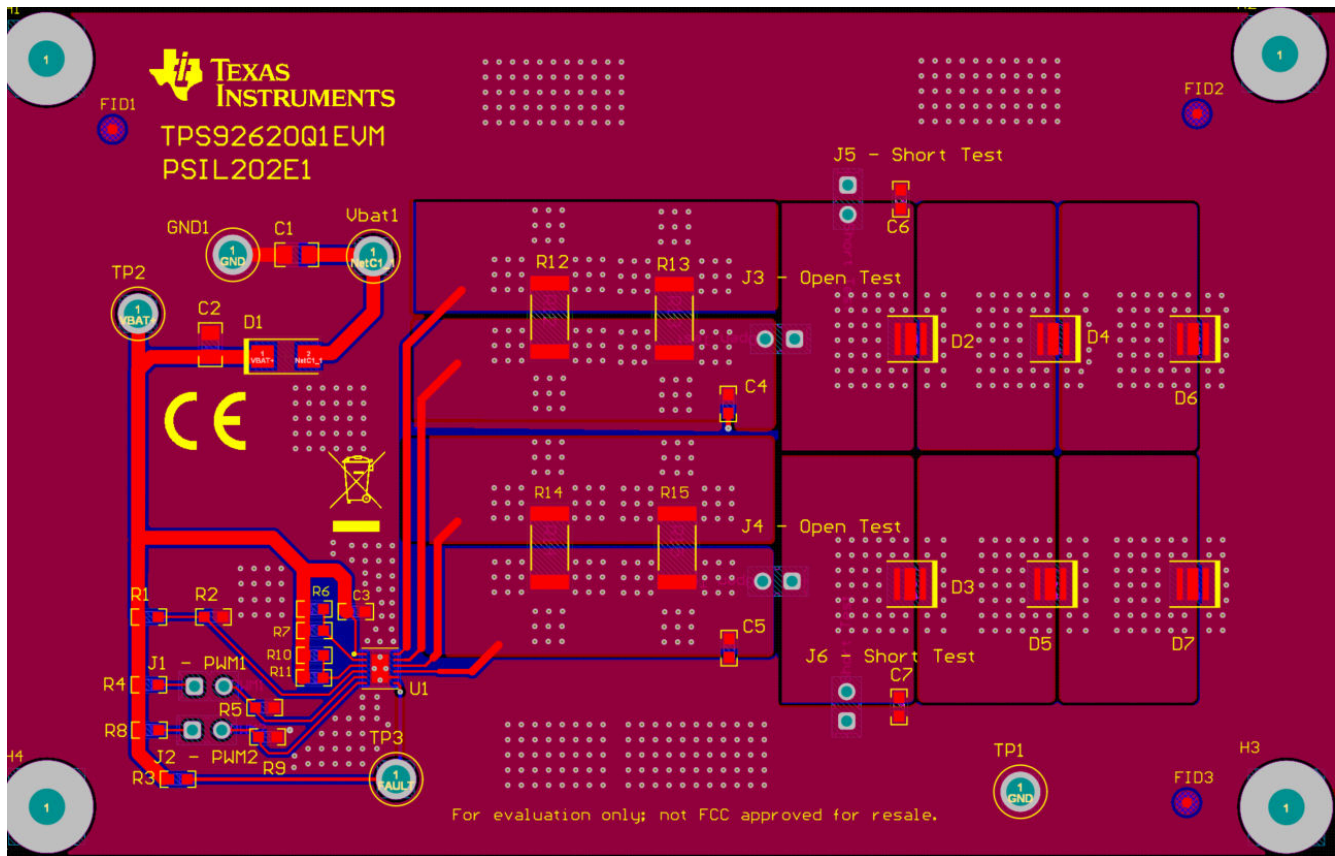 H2
TEXAS
INSTRUMENTS
FID1
FID2
TPS92620Q1EVM
PSIL202E1
J5 - Short Test
GND1
C1
Vbat1
C6
1
GND
1
NetC1_1
TP2
R12
R13
J3 - Open Test
1
VBAT+
C2
D1
1
VBAT+
2
NetC1_1
D2
D4
D6
C4
CE
R14
R15
J4 - Open Test
R1
R2
R6
C3
D3
R7
C5
D5
D7
R10
J1 - PWM1
R11
J6 - Short Test
R4
U1
C7
R5
R8
TP3
J2 - PWM2
R9
TP1
H4
H3
R3
1
FAULT
1
GND
FID3
1
1
1
1
For evaluation only; not FCC approved for resale.